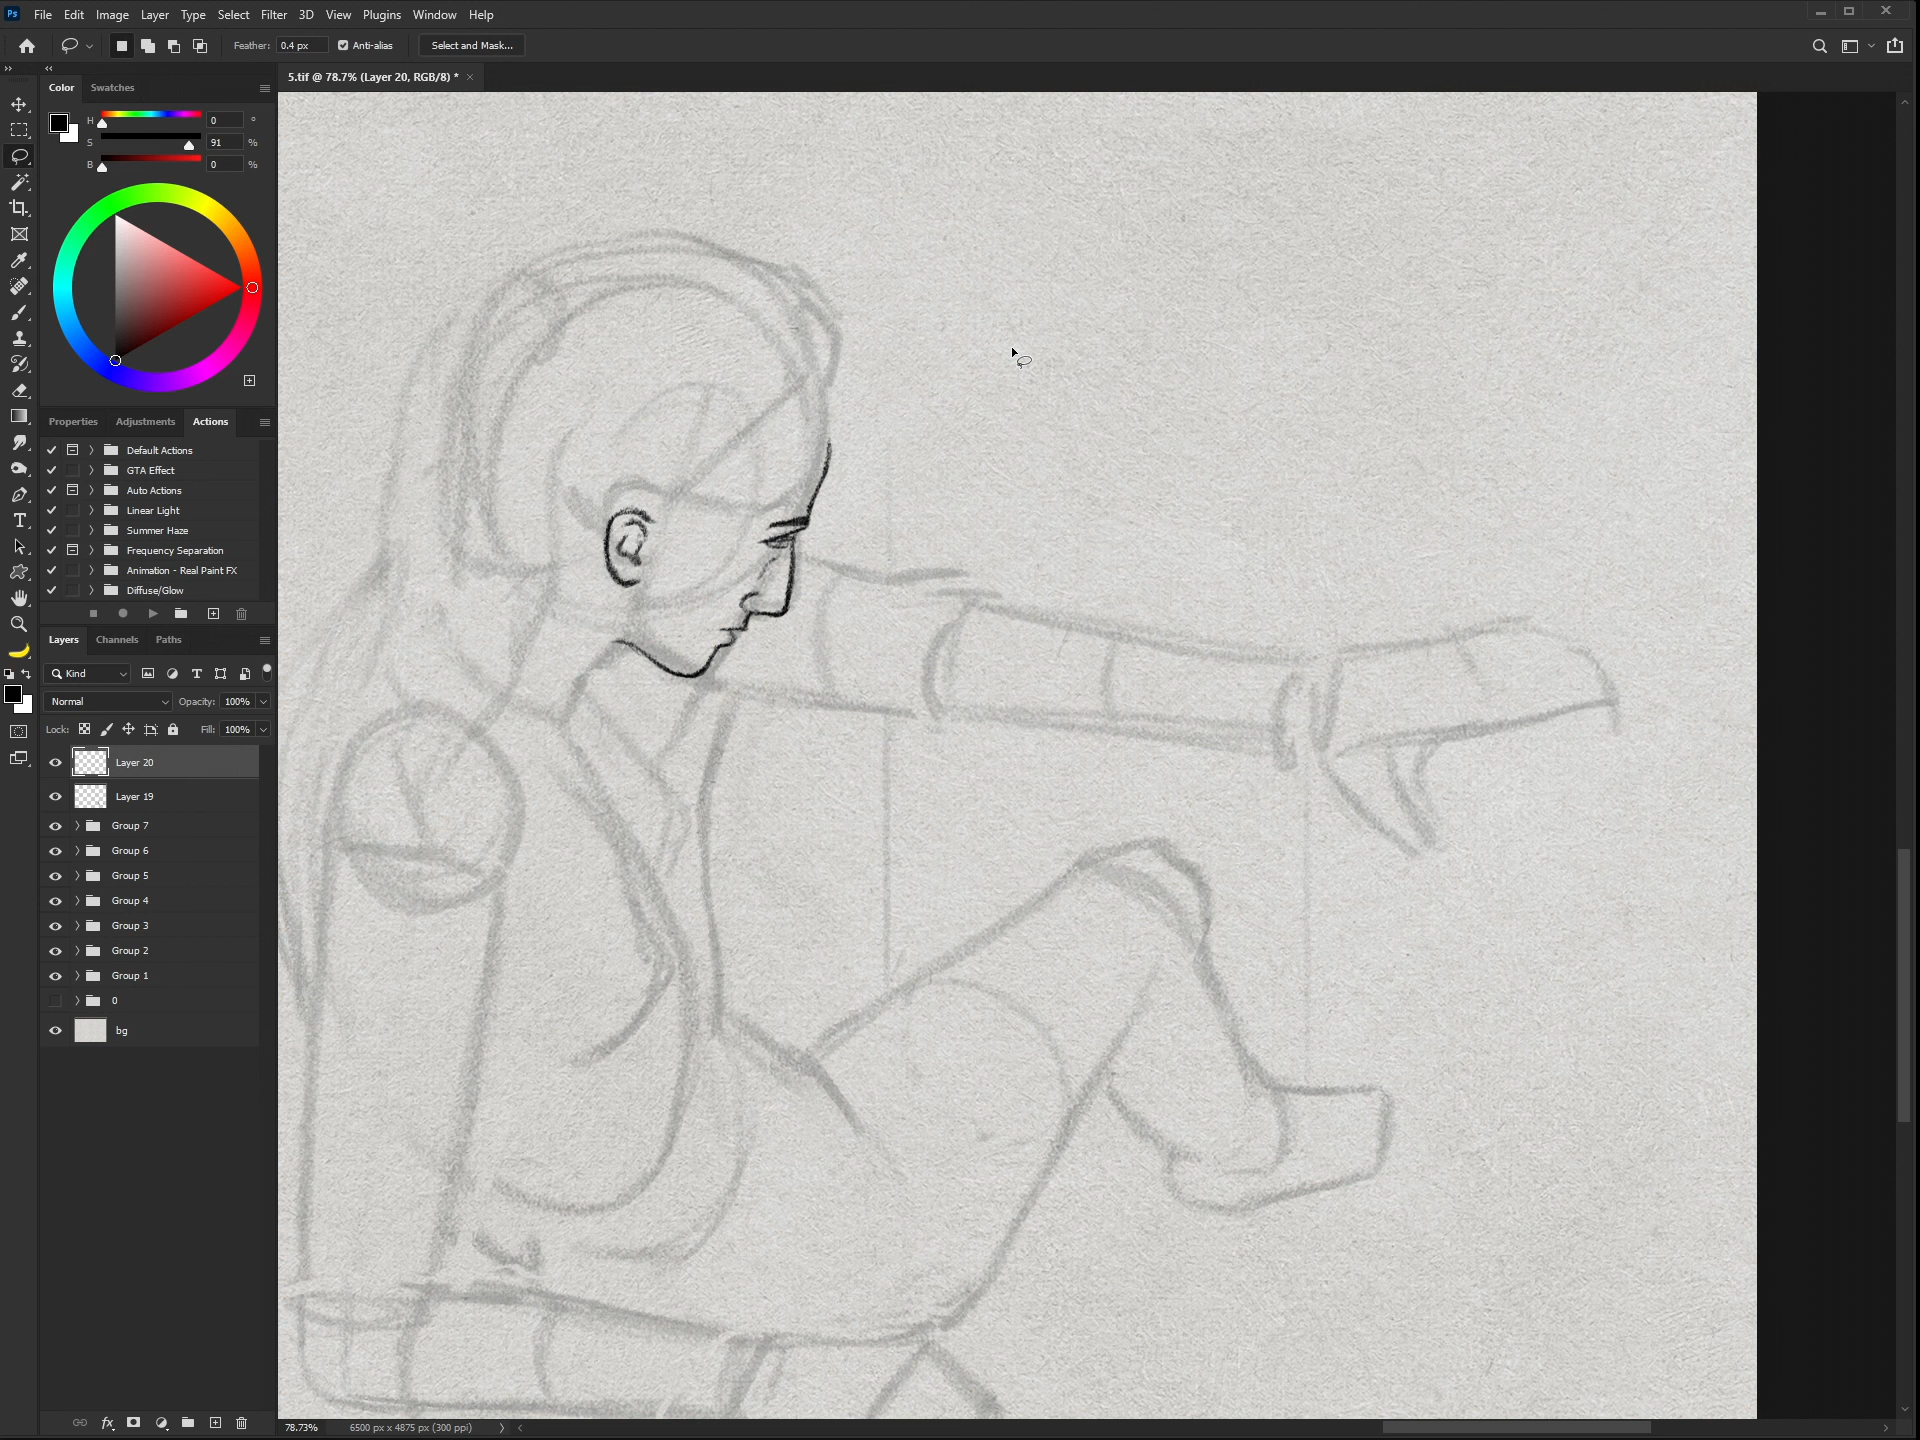 Ps File Edit Image Layer Type Select Filter 3D View Plugins Window Help
Feather: 0.4 px Anti-alias Select and Mask...
5.tif @ 78.7% (Layer 20, RGB/8) *
Color Swatches
H 0 °
S 91 %
B 0 %
Properties Adjustments Actions
Default Actions
GTA Effect
Auto Actions
Linear Light
Summer Haze
Frequency Separation
Animation - Real Paint FX
Diffuse/Glow
Layers Channels Paths
Kind
Normal Opacity: 100%
Lock: Fill: 100%
Layer 20
Layer 19
Group 7
Group 6
Group 5
Group 4
Group 3
Group 2
Group 1
0
bg
fx
78.73% 6500 px x 4875 px (300 ppi)